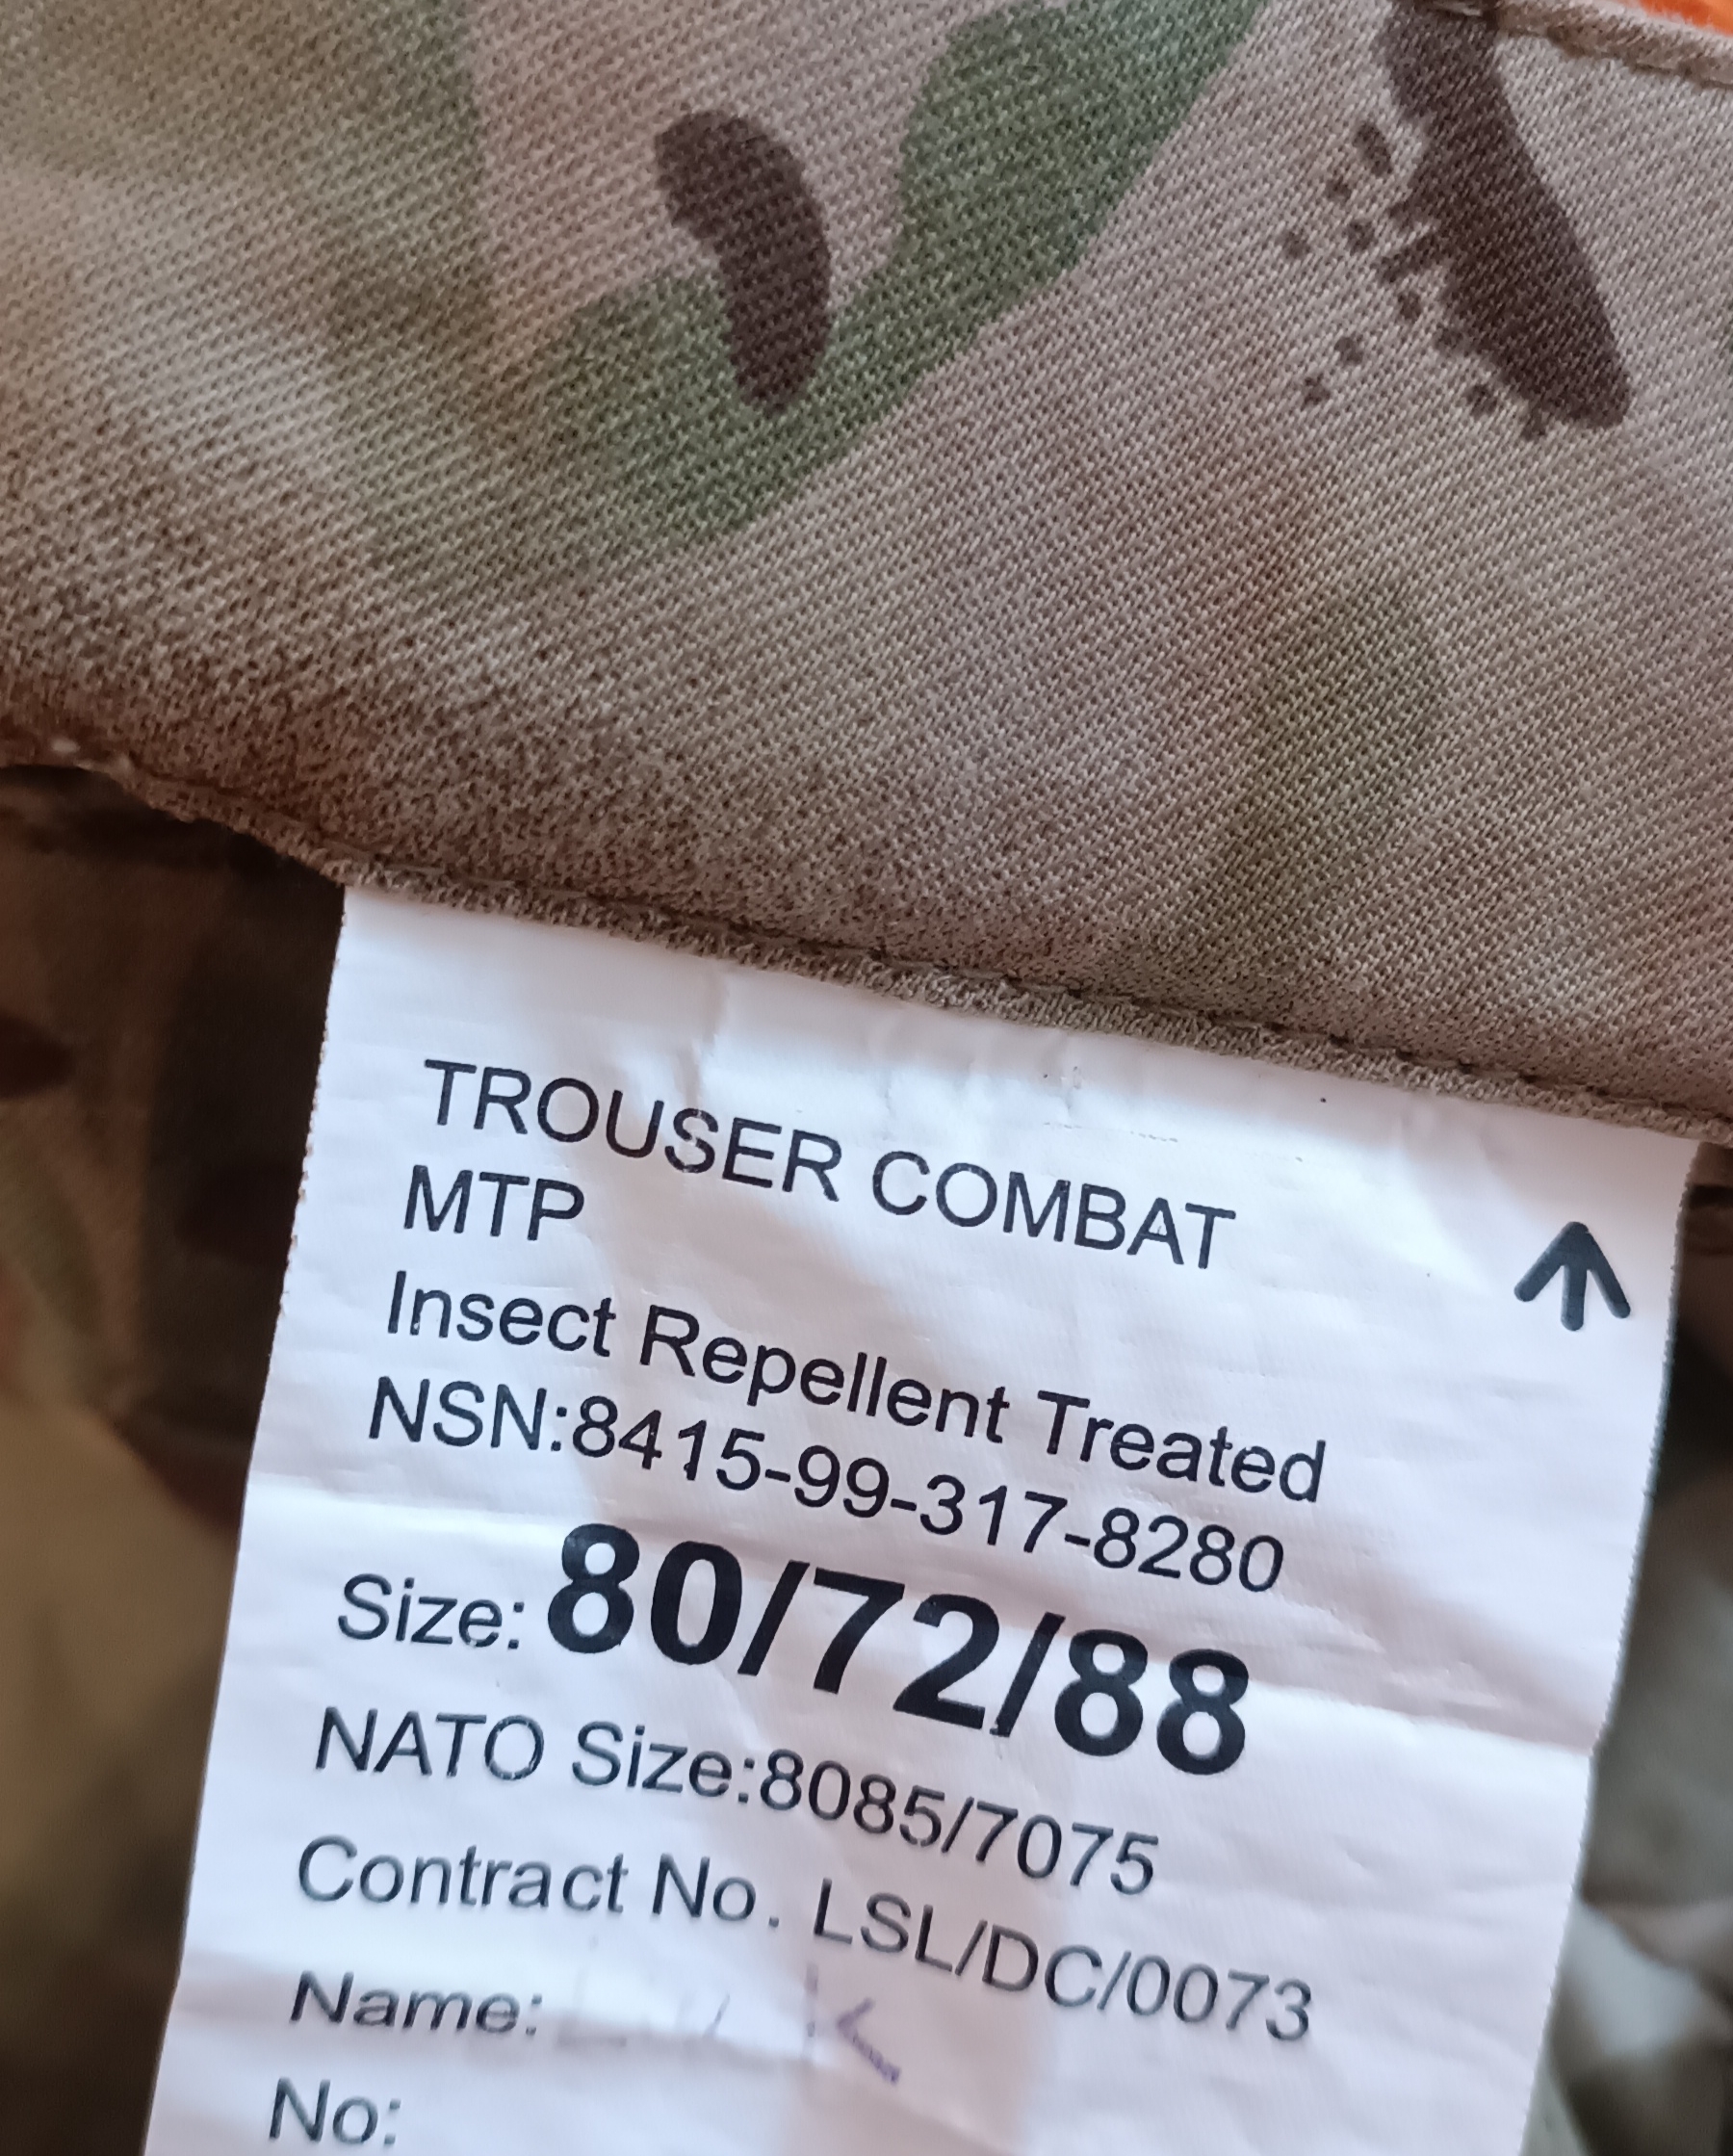 TROUSER COMBAT
MTP
Insect Repellent Treated
NSN:8415-99-317-8280
Size: 80/72/88
NATO Size:8085/7075
Contract No. LSL/DC/0073
Name:
No: